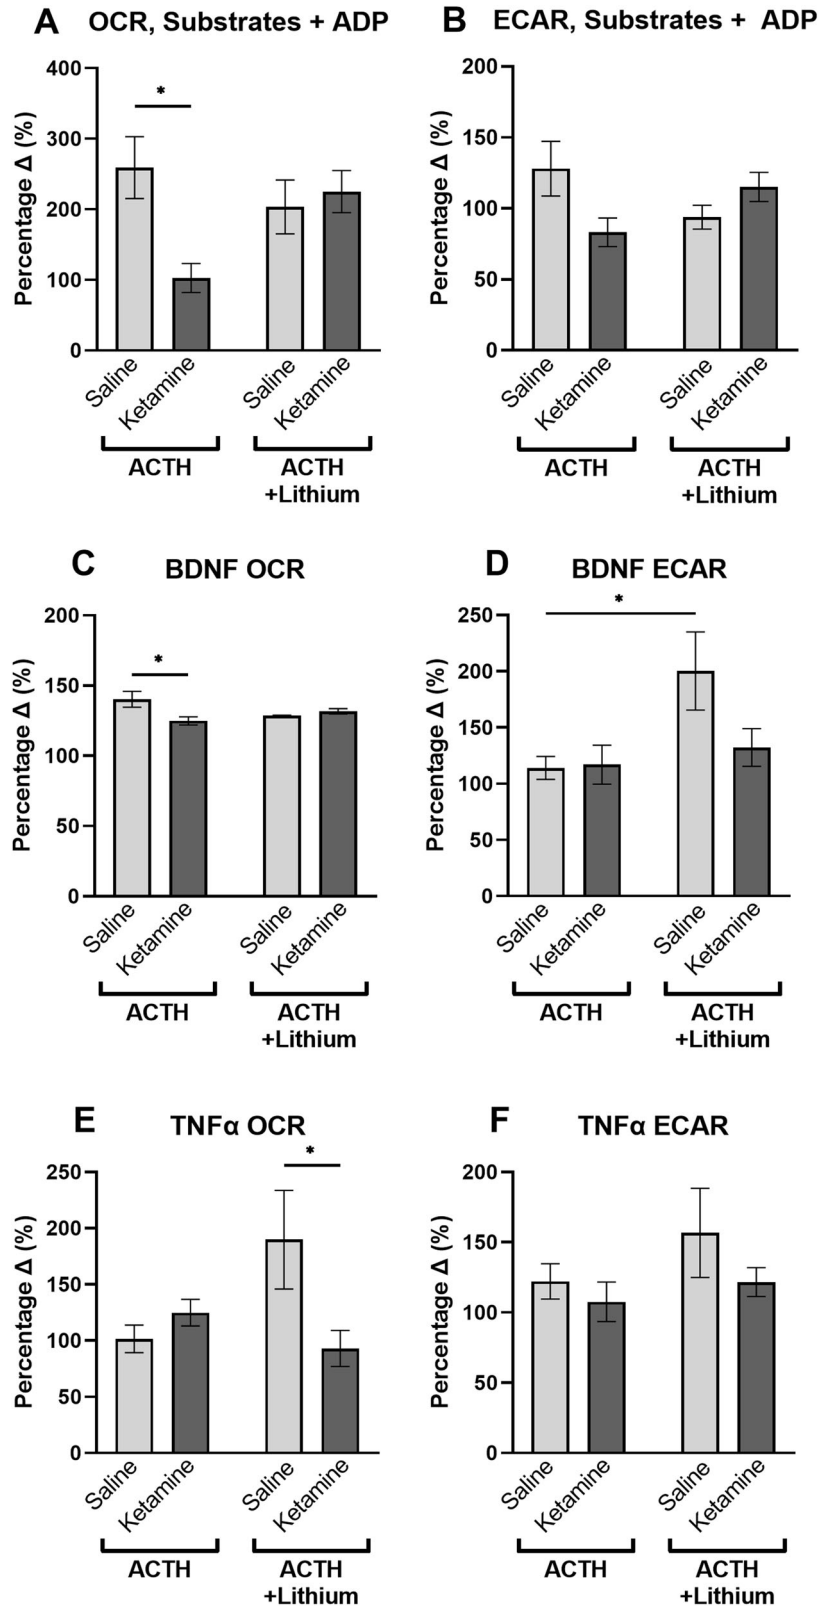 A OCR, Substrates + ADP
Percentage Δ (%)
400
300
200
100
0
*
Saline
Ketamine
Saline
Ketamine
ACTH
ACTH
+Lithium
B ECAR, Substrates + ADP
Percentage Δ (%)
200
150
100
50
0
Saline
Ketamine
Saline
Ketamine
ACTH
ACTH
+Lithium
C BDNF OCR
Percentage Δ (%)
200
150
100
50
0
*
Saline
Ketamine
Saline
Ketamine
ACTH
ACTH
+Lithium
D BDNF ECAR
Percentage Δ (%)
250
200
150
100
50
0
*
Saline
Ketamine
Saline
Ketamine
ACTH
ACTH
+Lithium
E TNFα OCR
Percentage Δ (%)
250
200
150
100
50
0
*
Saline
Ketamine
Saline
Ketamine
ACTH
ACTH
+Lithium
F TNFα ECAR
Percentage Δ (%)
200
150
100
50
0
Saline
Ketamine
Saline
Ketamine
ACTH
ACTH
+Lithium